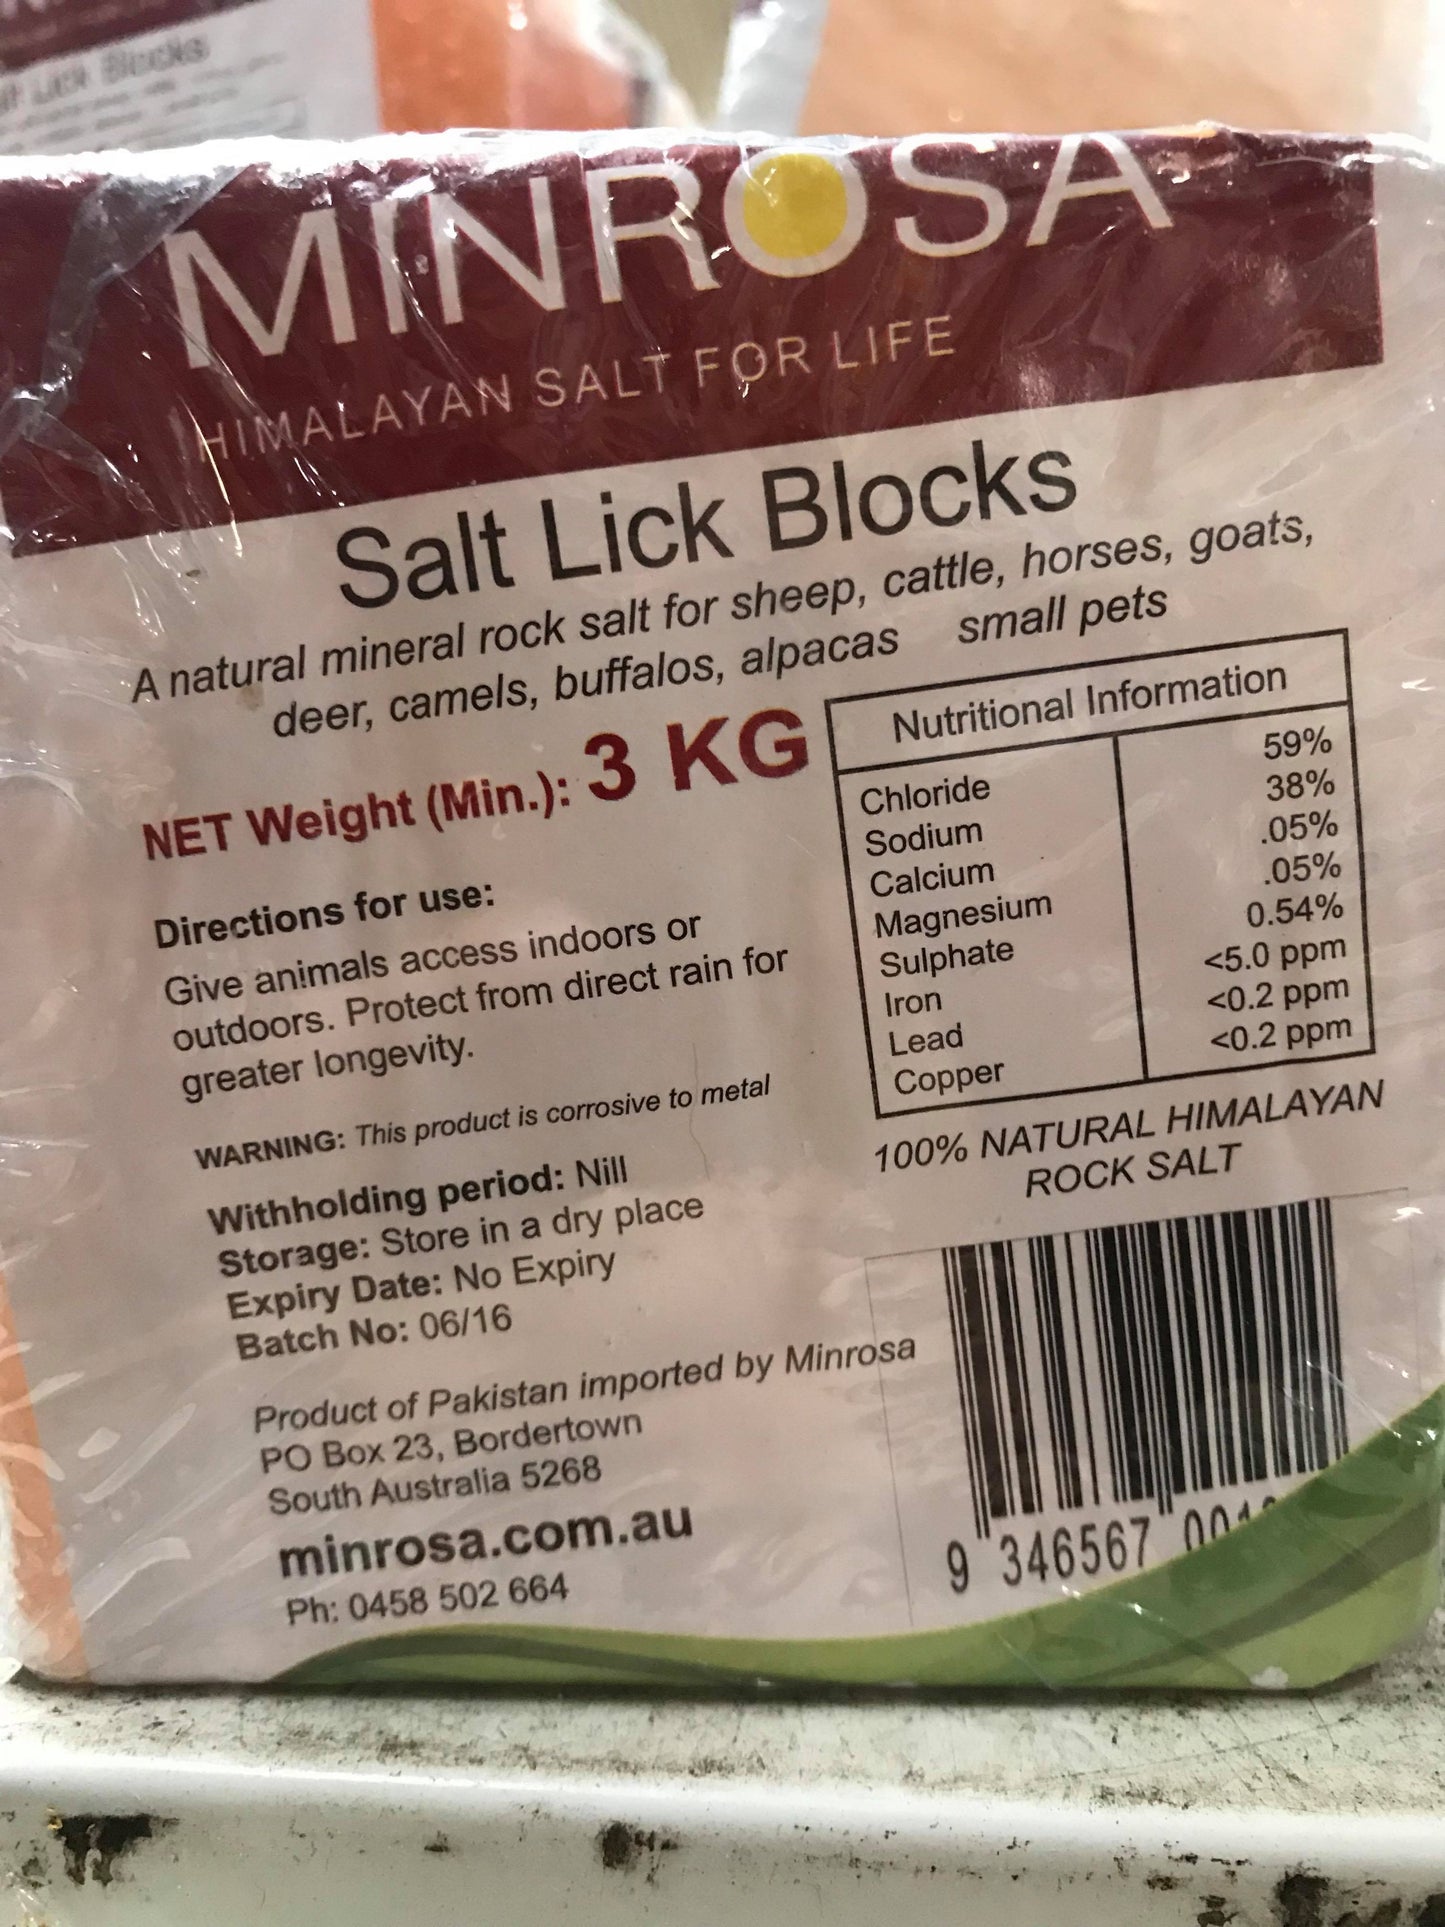 Lick Blocks
MINROSA
HIMALAYAN SALT FOR LIFE
Salt Lick Blocks
A natural mineral rock salt for sheep, cattle, horses, goats,
deer, camels, buffalos, alpacas small pets
NET Weight (Min.): 3 KG
Directions for use:
Give animals access indoors or
outdoors. Protect from direct rain for
greater longevity.
WARNING: This product is corrosive to metal
Withholding period: Nill
Storage: Store in a dry place
Expiry Date: No Expiry
Batch No: 06/16
Product of Pakistan imported by Minrosa
PO Box 23, Bordertown
South Australia 5268
minrosa.com.au
Ph: 0458 502 664
Nutritional Information
Chloride 59%
Sodium 38%
Calcium .05%
Magnesium .05%
Sulphate 0.54%
Iron <5.0 ppm
Lead <0.2 ppm
Copper <0.2 ppm
100% NATURAL HIMALAYAN
ROCK SALT
9 346567